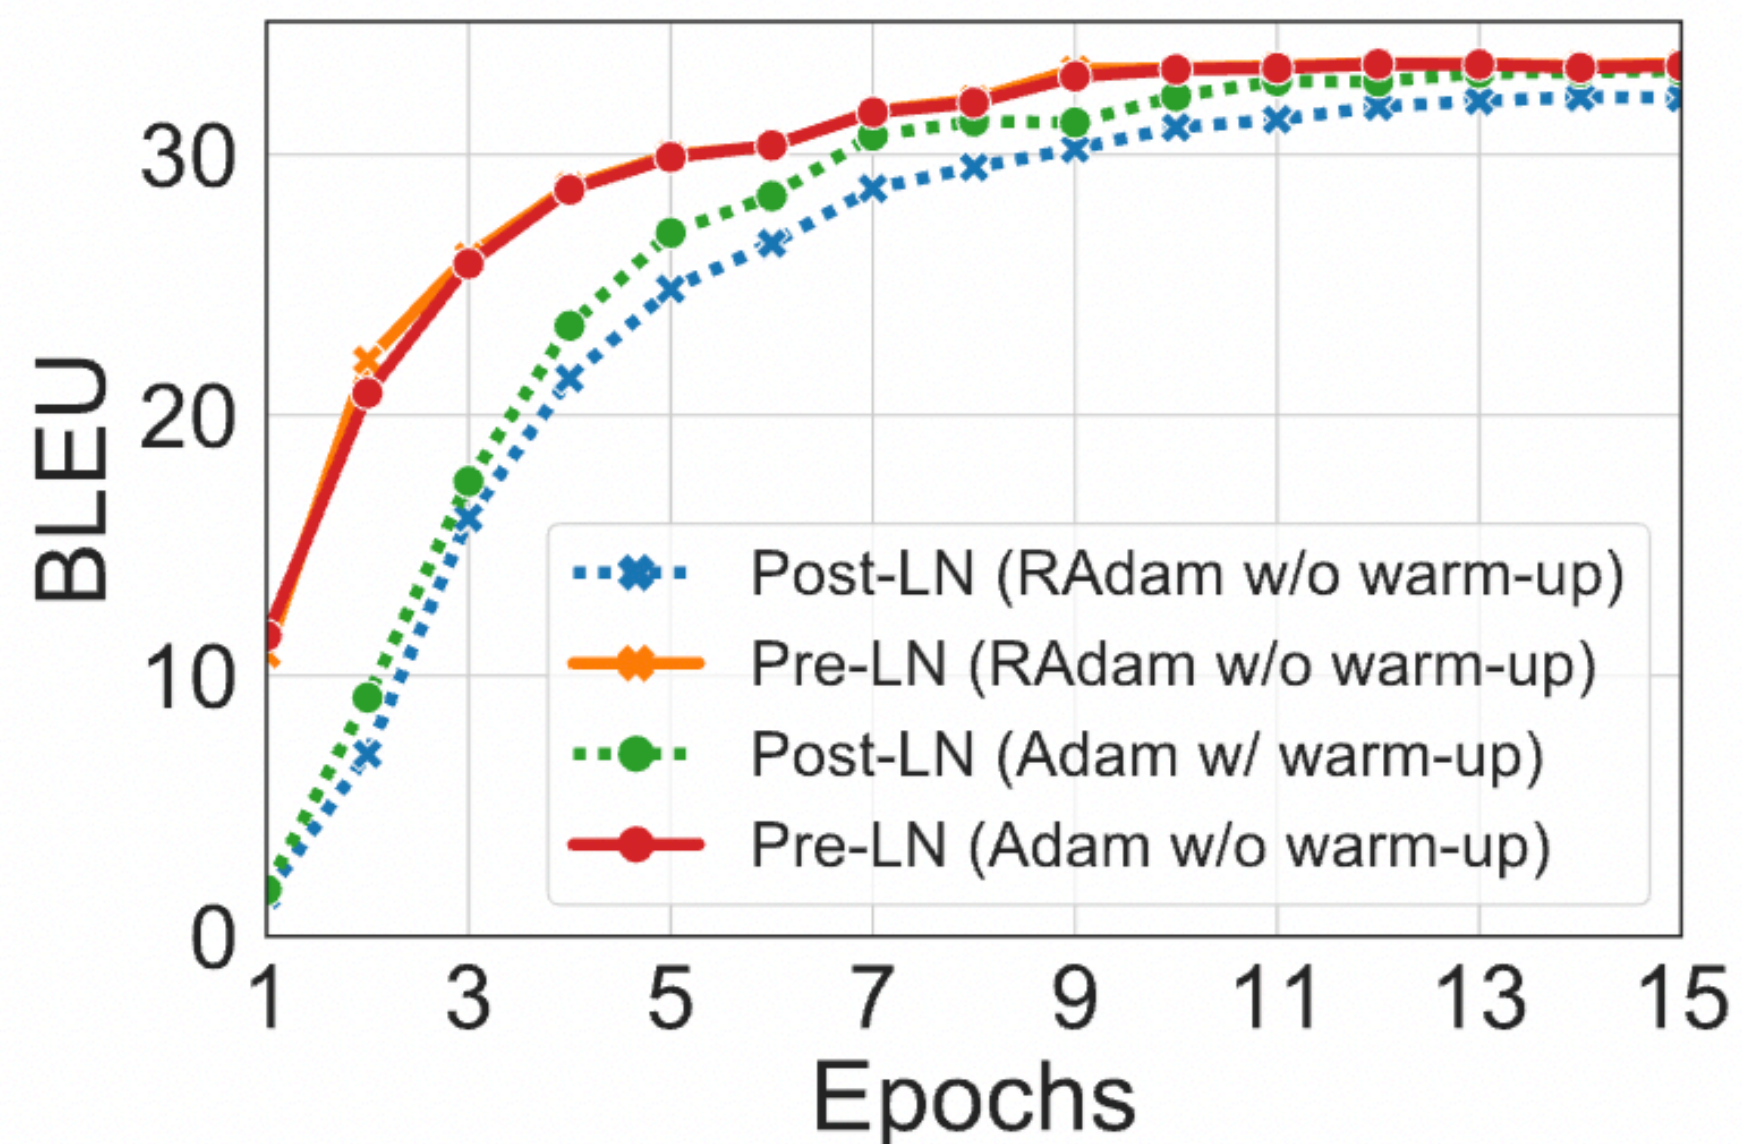 BLEU
30
20
10
0
Post-LN (RAdam w/o warm-up)
Pre-LN (RAdam w/o warm-up)
Post-LN (Adam w/ warm-up)
Pre-LN (Adam w/o warm-up)
1 3 5 7 9 11 13 15
Epochs